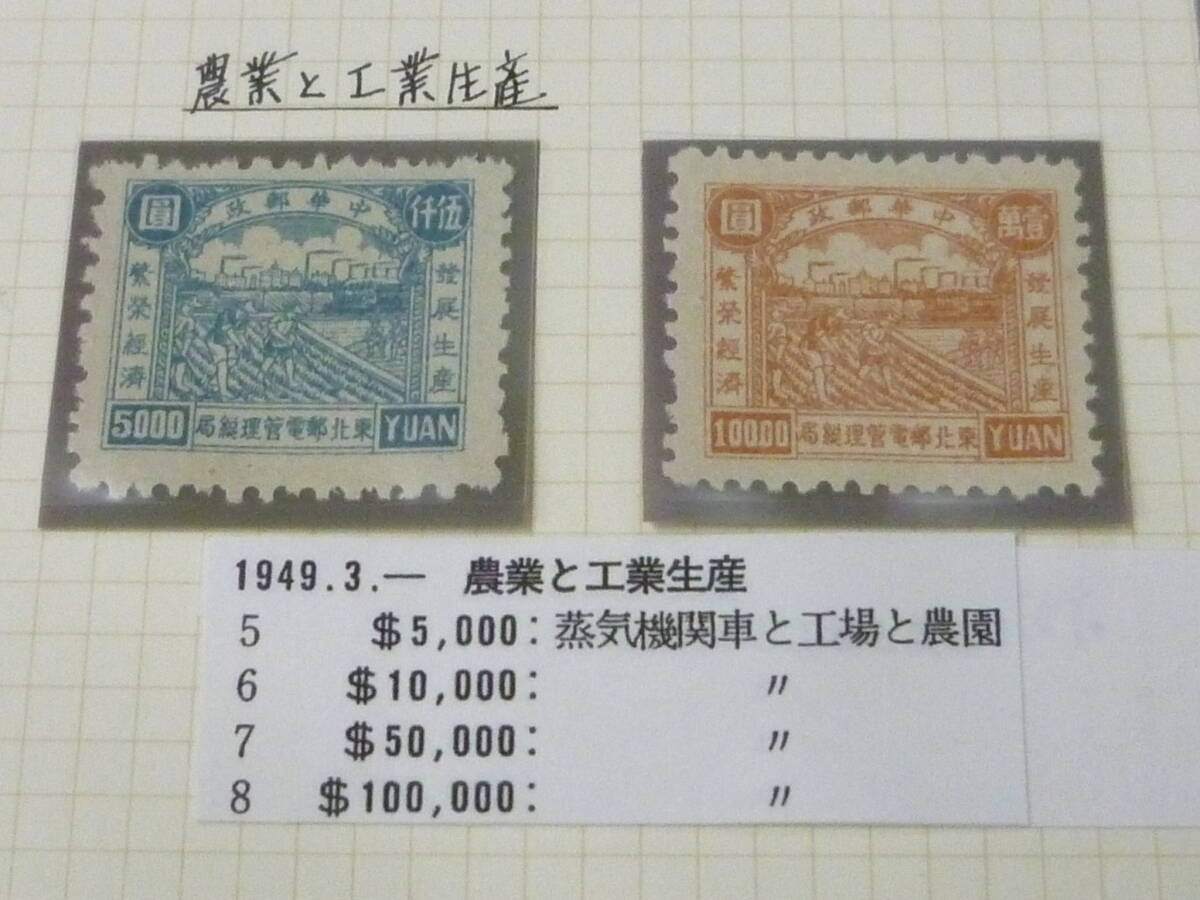 農業と工業生産
圓 政郵華中 仟伍
繁榮經濟
發展生産
5000 局總理管電郵北東 YUAN
圓 政郵華中 萬壹
繁榮經濟
發展生産
10000 局總理管電郵北東 YUAN
1949.3.― 農業と工業生産
5 $5,000: 蒸気機関車と工場と農園
6 $10,000: 〃
7 $50,000: 〃
8 $100,000: 〃